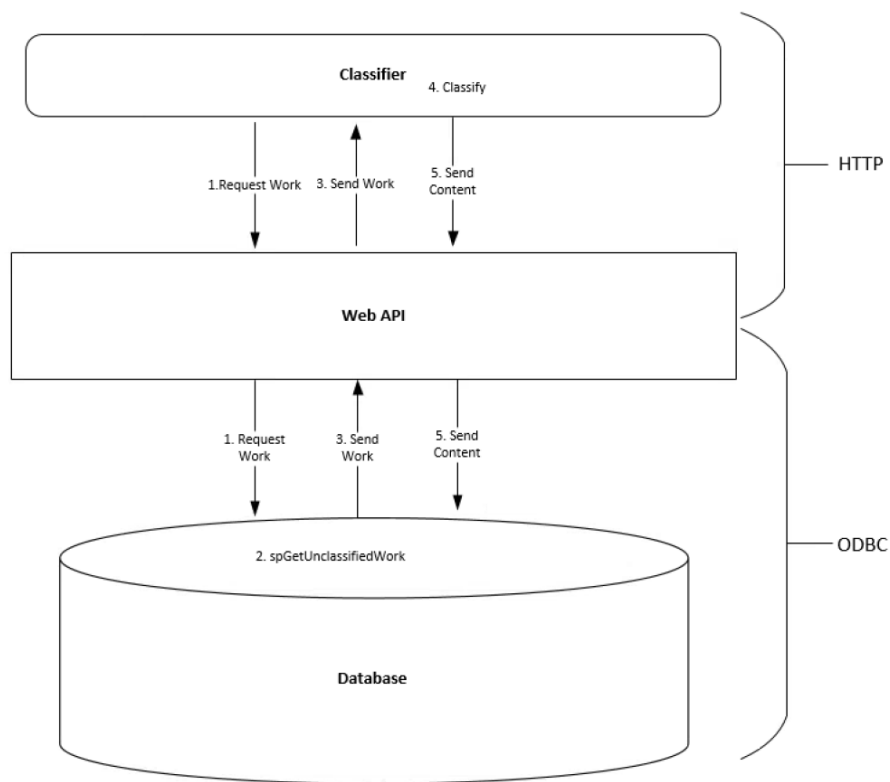 Classifier
4. Classify
1.Request Work
3. Send Work
5. Send
Content
HTTP
Web API
1. Request
Work
3. Send
Work
5. Send
Content
ODBC
2. spGetUnclassifiedWork
Database